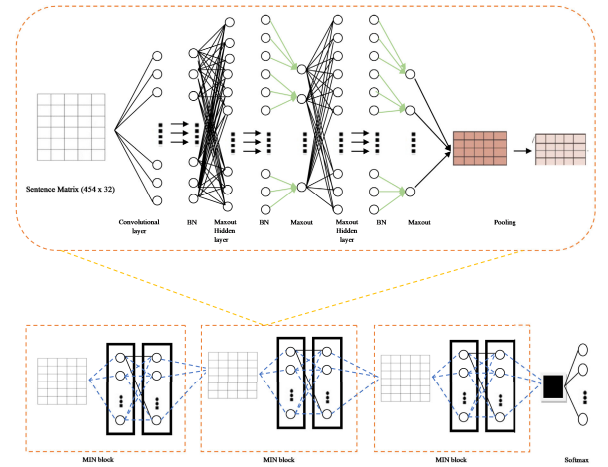 Sentence Matrix (454 x 32)
Convolutional
layer
BN
Maxout
Hidden
layer
BN
Maxout
Maxout
Hidden
layer
BN
Maxout
Pooling
MIN block
MIN block
MIN block
Softmax